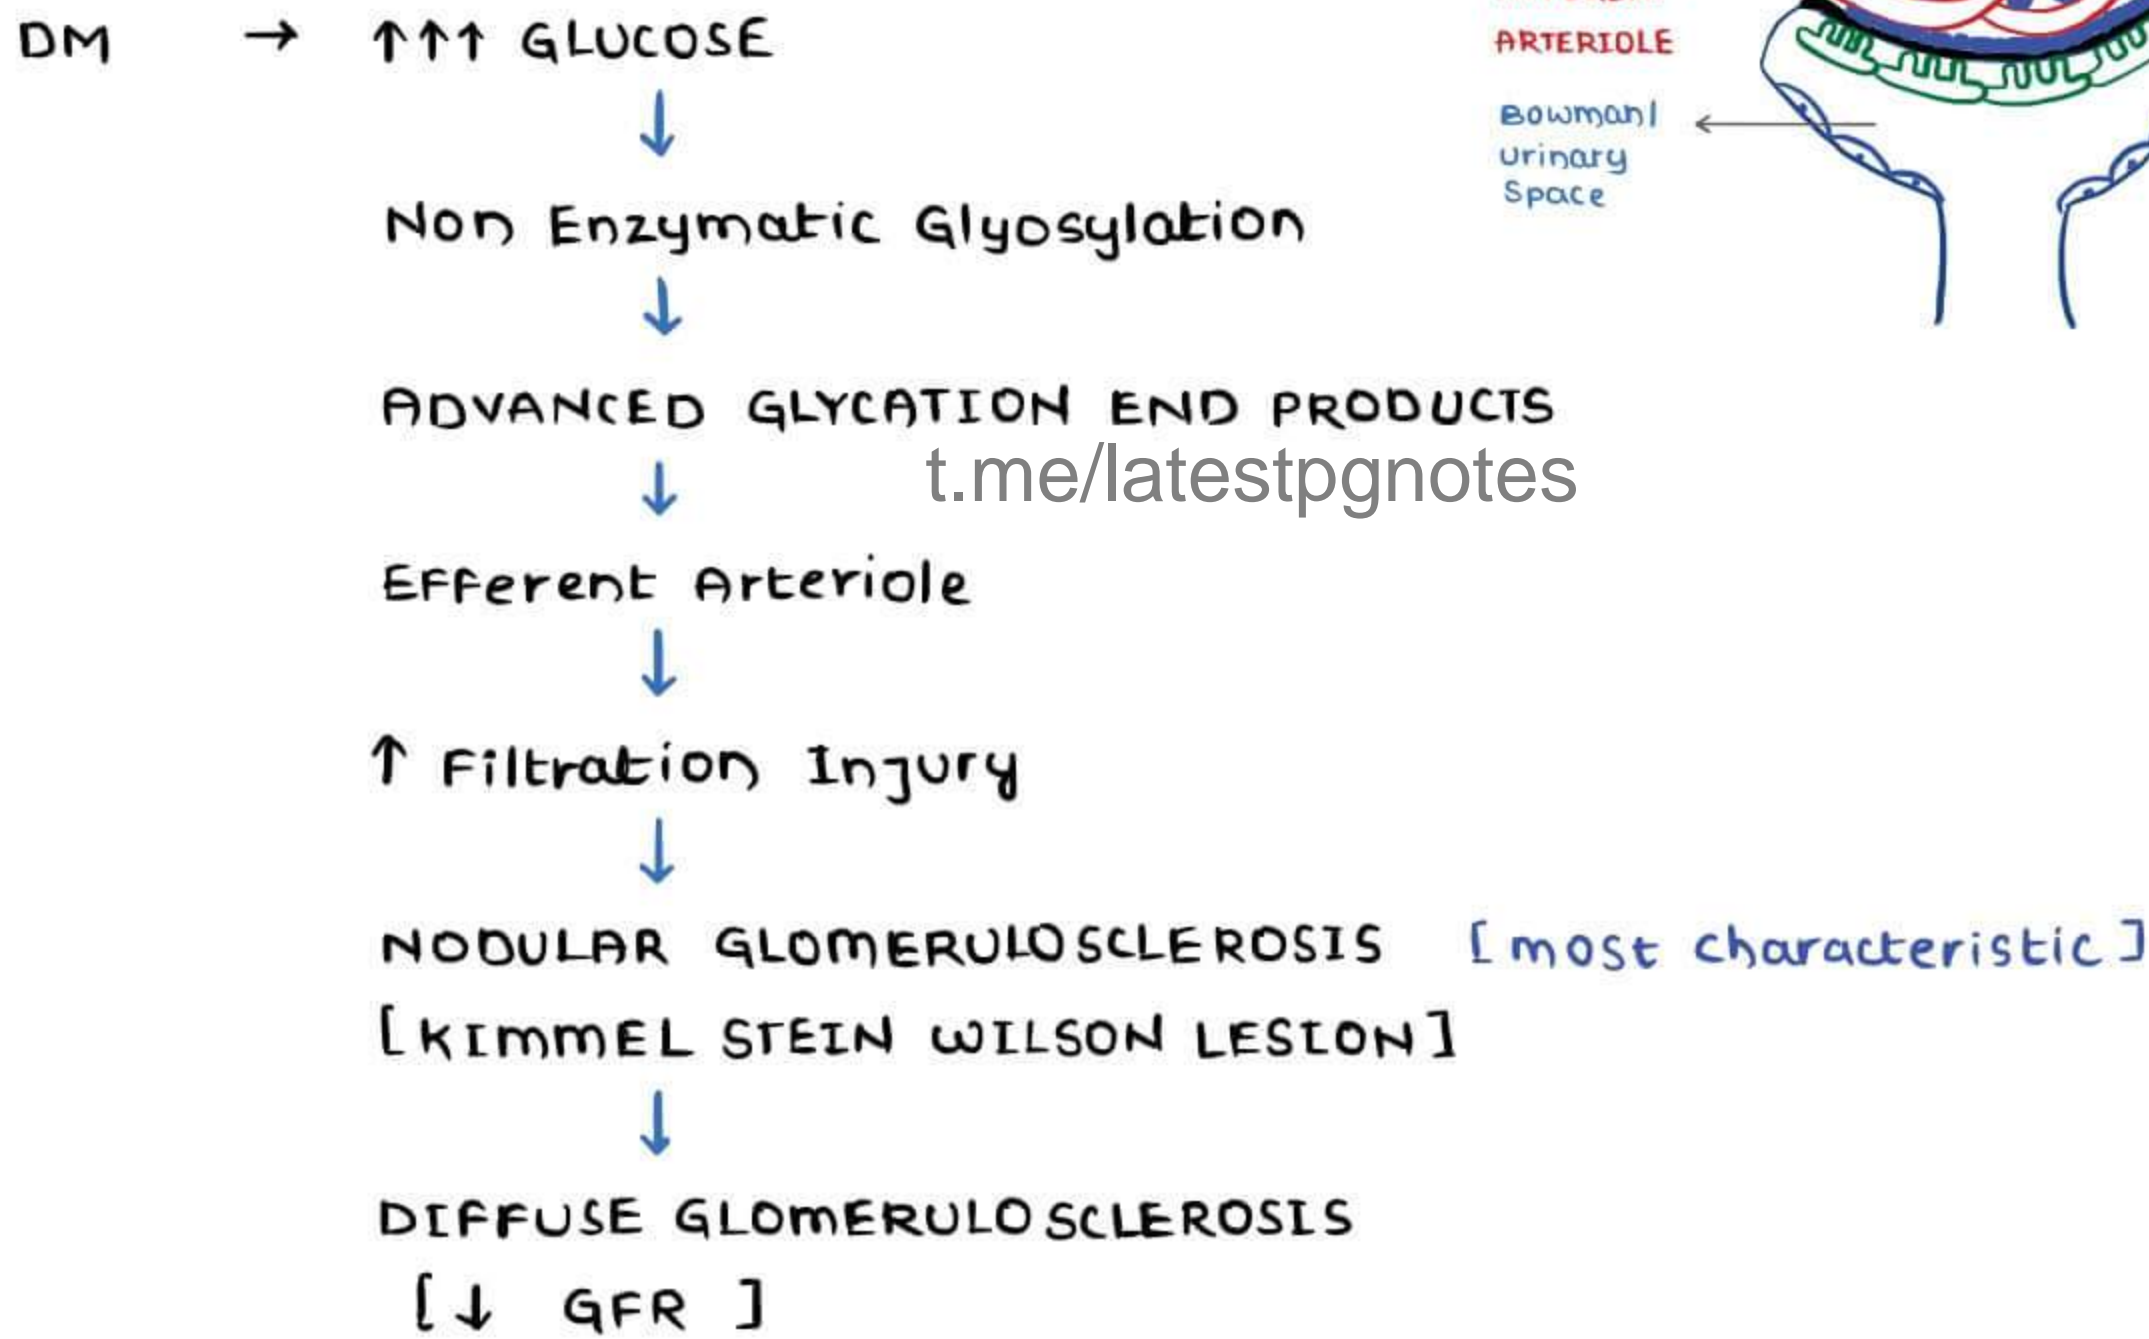 DM → ↑↑↑ GLUCOSE
↓
Non Enzymatic Glyosylation
↓
ADVANCED GLYCATION END PRODUCTS
t.me/latestpgnotes
↓
Efferent Arteriole
↓
↑ Filtration Injury
↓
NODULAR GLOMERULOSCLEROSIS [most characteristic]
[KIMMEL STEIN WILSON LESION]
↓
DIFFUSE GLOMERULOSCLEROSIS
[↓ GFR ]
ARTERIOLE
Bowman/
Urinary
Space